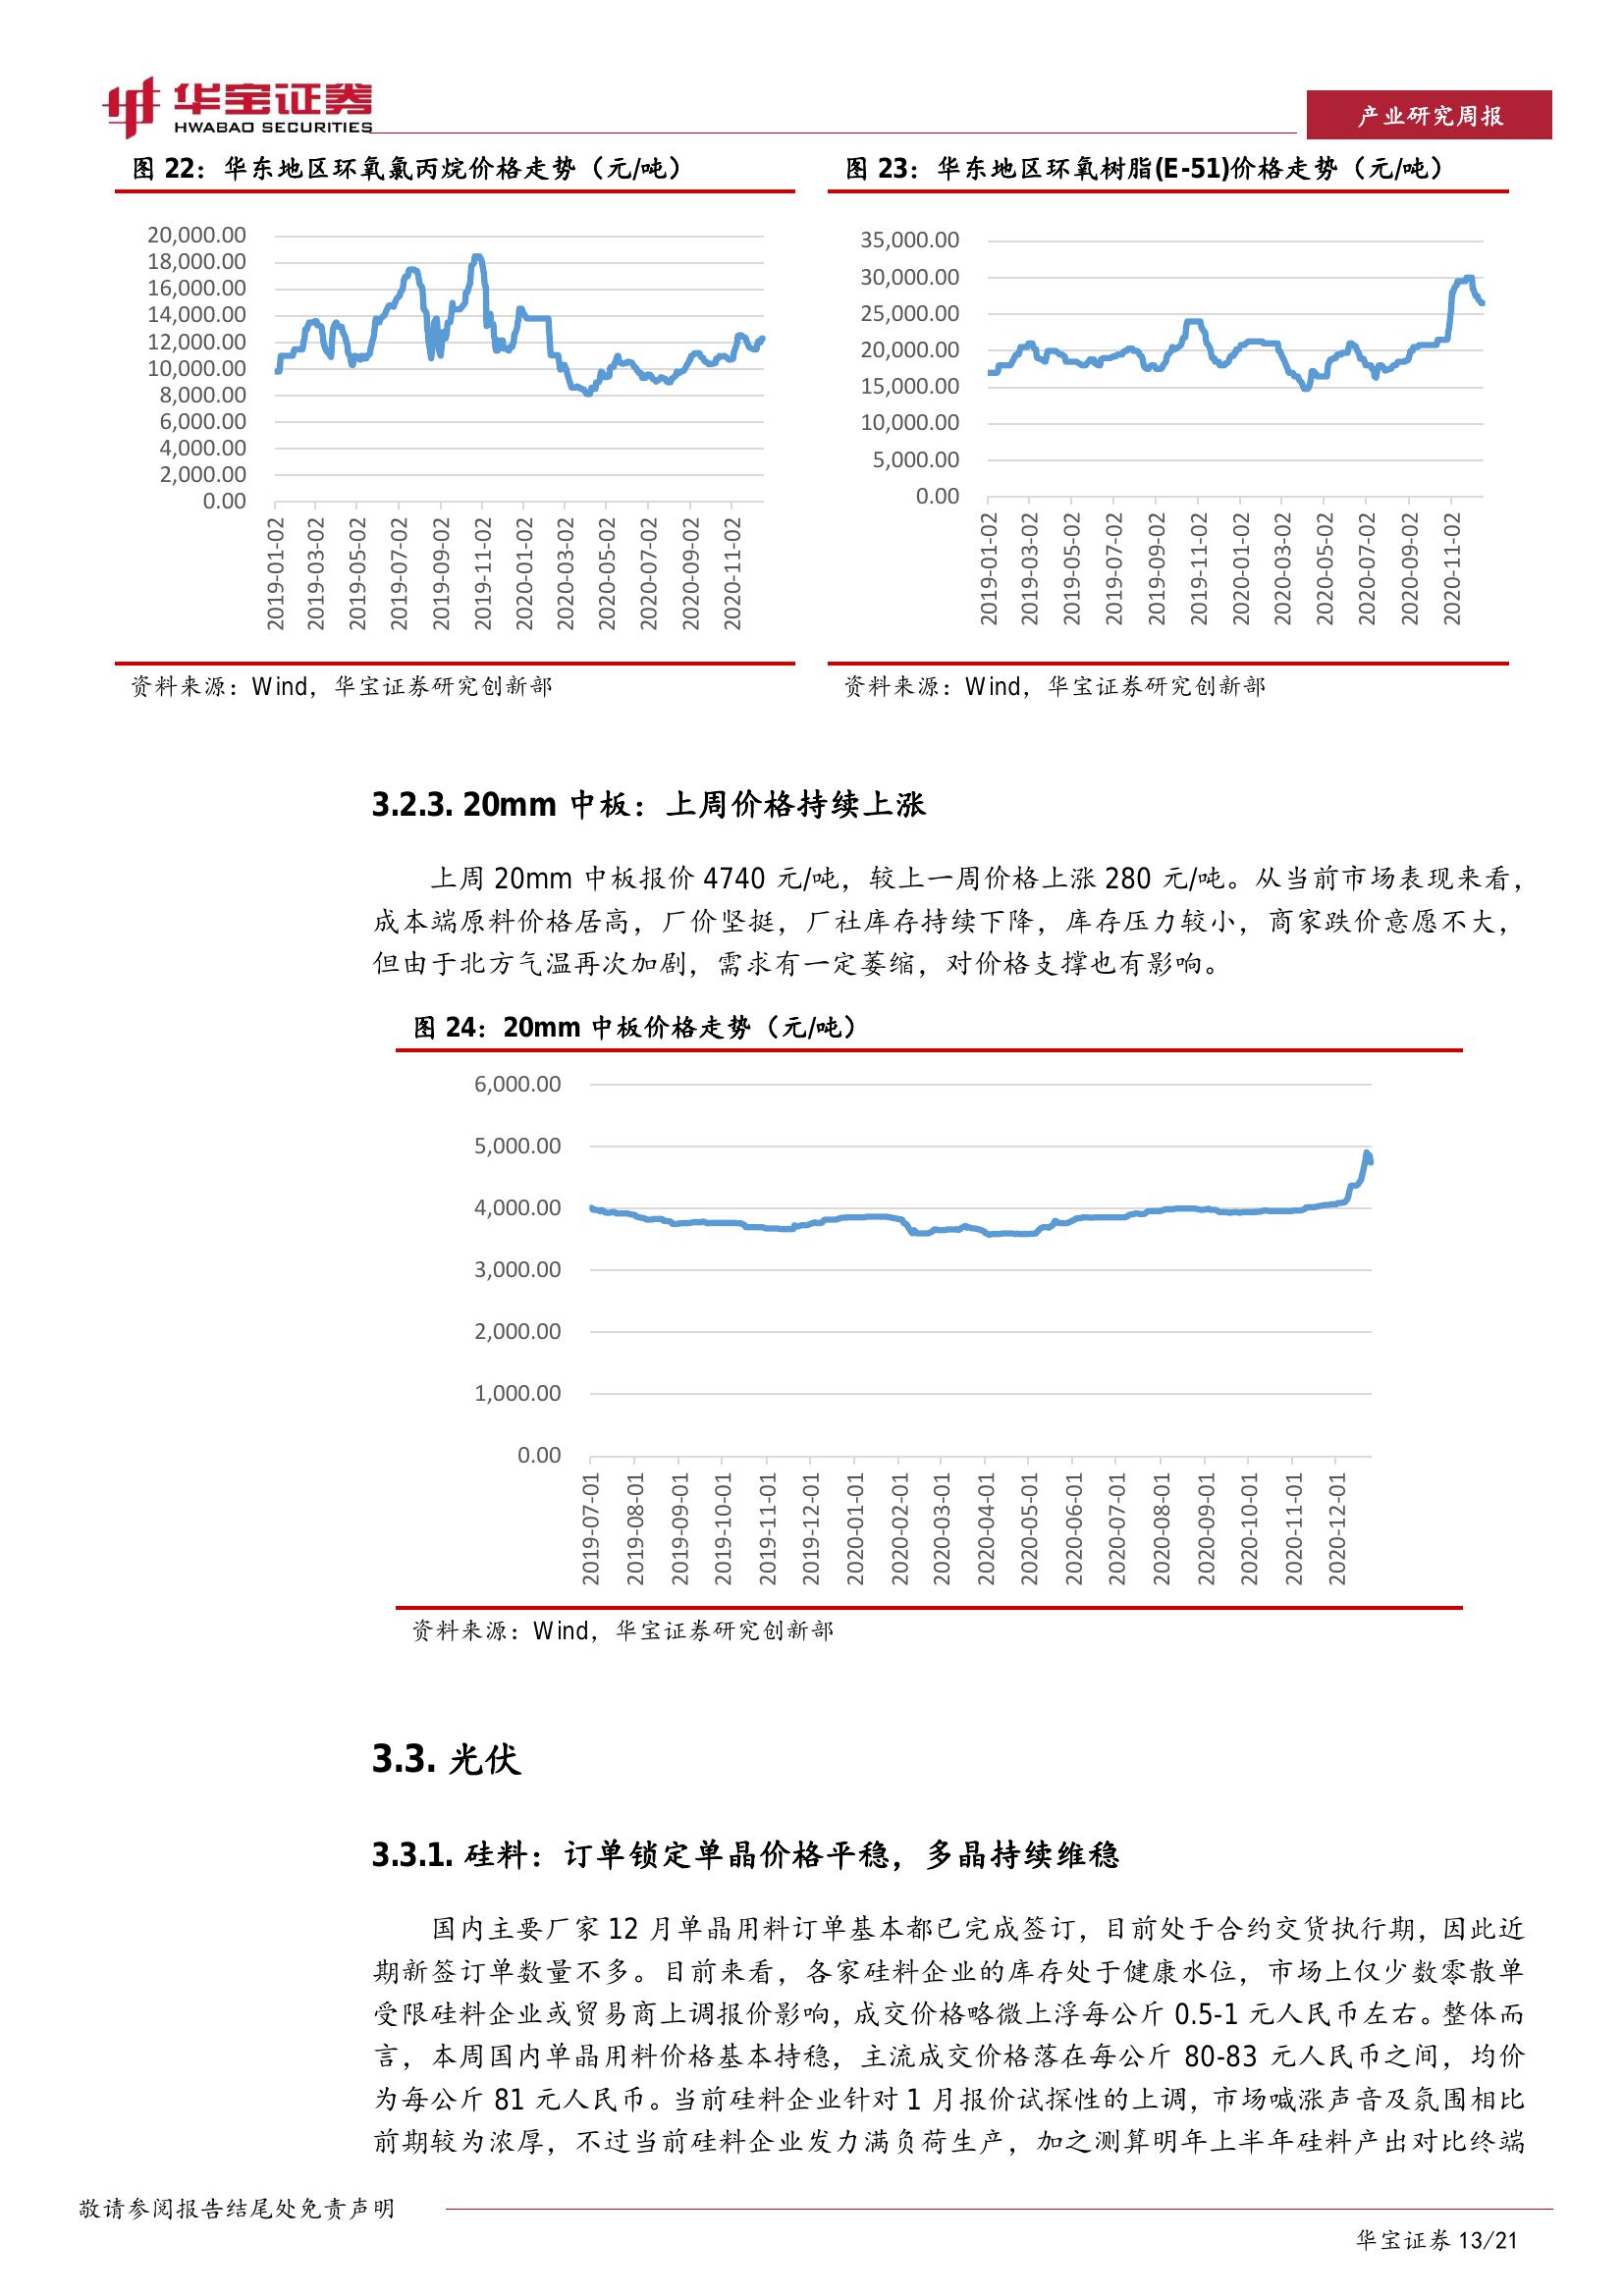 华宝证券
HWABAO SECURITIES
产业研究周报
图 22：华东地区环氧氯丙烷价格走势（元/吨）
20,000.00
18,000.00
16,000.00
14,000.00
12,000.00
10,000.00
8,000.00
6,000.00
4,000.00
2,000.00
0.00
2019-01-02
2019-03-02
2019-05-02
2019-07-02
2019-09-02
2019-11-02
2020-01-02
2020-03-02
2020-05-02
2020-07-02
2020-09-02
2020-11-02
资料来源：Wind，华宝证券研究创新部
图 23：华东地区环氧树脂(E-51)价格走势（元/吨）
35,000.00
30,000.00
25,000.00
20,000.00
15,000.00
10,000.00
5,000.00
0.00
2019-01-02
2019-03-02
2019-05-02
2019-07-02
2019-09-02
2019-11-02
2020-01-02
2020-03-02
2020-05-02
2020-07-02
2020-09-02
2020-11-02
资料来源：Wind，华宝证券研究创新部
3.2.3. 20mm 中板：上周价格持续上涨
上周 20mm 中板报价 4740 元/吨，较上一周价格上涨 280 元/吨。从当前市场表现来看，
成本端原料价格居高，厂价坚挺，厂社库存持续下降，库存压力较小，商家跌价意愿不大，
但由于北方气温再次加剧，需求有一定萎缩，对价格支撑也有影响。
图 24：20mm 中板价格走势（元/吨）
6,000.00
5,000.00
4,000.00
3,000.00
2,000.00
1,000.00
0.00
2019-07-01
2019-08-01
2019-09-01
2019-10-01
2019-11-01
2019-12-01
2020-01-01
2020-02-01
2020-03-01
2020-04-01
2020-05-01
2020-06-01
2020-07-01
2020-08-01
2020-09-01
2020-10-01
2020-11-01
2020-12-01
资料来源：Wind，华宝证券研究创新部
3.3. 光伏
3.3.1. 硅料：订单锁定单晶价格平稳，多晶持续维稳
国内主要厂家 12 月单晶用料订单基本都已完成签订，目前处于合约交货执行期，因此近
期新签订单数量不多。目前来看，各家硅料企业的库存处于健康水位，市场上仅少数零散单
受限硅料企业或贸易商上调报价影响，成交价格略微上浮每公斤 0.5-1 元人民币左右。整体而
言，本周国内单晶用料价格基本持稳，主流成交价格落在每公斤 80-83 元人民币之间，均价
为每公斤 81 元人民币。当前硅料企业针对 1 月报价试探性的上调，市场喊涨声音及氛围相比
前期较为浓厚，不过当前硅料企业发力满负荷生产，加之测算明年上半年硅料产出对比终端
敬请参阅报告结尾处免责声明
华宝证券 13/21